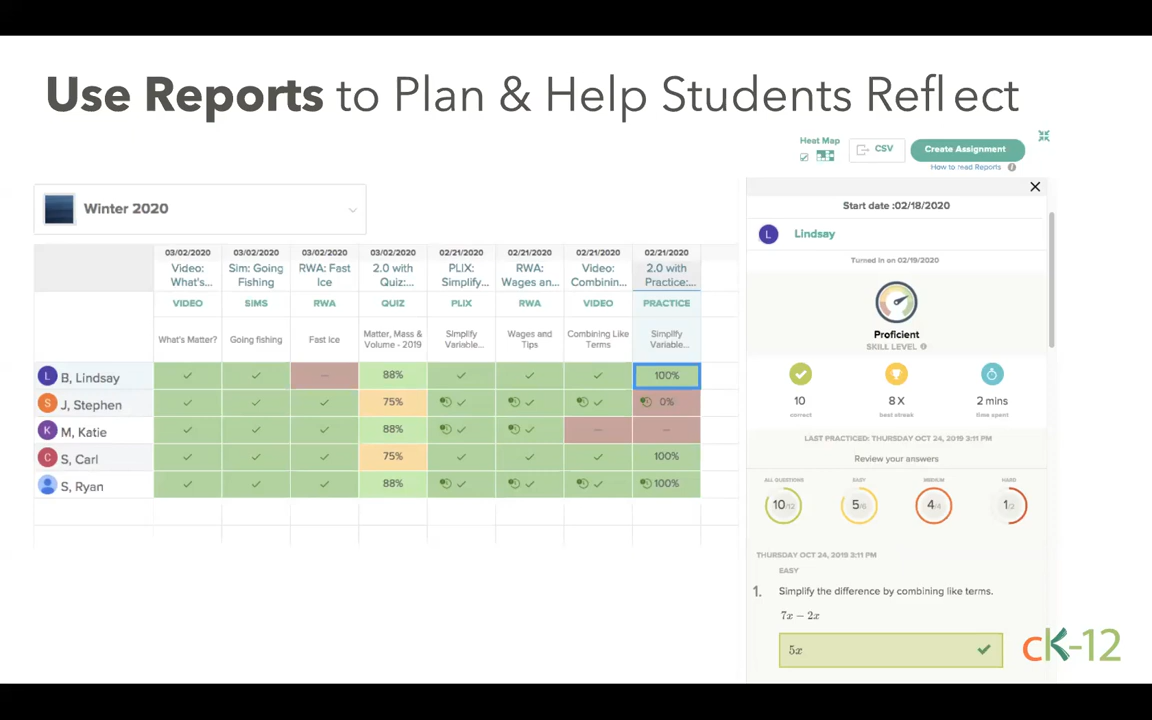 Use Reports to Plan & Help Students Reflect
Heat Map
CSV
Create Assignment
How to read Reports
Winter 2020
03/02/2020 03/02/2020 03/02/2020 03/02/2020 02/21/2020 02/21/2020 02/21/2020 02/21/2020
Video: Sim: Going RWA: Fast 2.0 with PLIX: RWA: Video: 2.0 with
What's... Fishing Ice Quiz:... Simplify... Wages an... Combinin... Practice:...
VIDEO SIMS RWA QUIZ PLIX RWA VIDEO PRACTICE
What's Matter? Going fishing Fast Ice Matter, Mass & Simplify Wages and Combining Like Simplify
Volume - 2019 Variable... Tips Terms Variable...
L B, Lindsay 88% 100%
S J, Stephen 75% 0%
K M, Katie 88%
C S, Carl 75% 100%
S, Ryan 88% 100%
Start date :02/18/2020
L Lindsay
Turned in on 02/19/2020
Proficient
SKILL LEVEL
10 8 X 2 mins
correct best streak time spent
LAST PRACTICED: THURSDAY OCT 24, 2019 3:11 PM
Review your answers
ALL QUESTIONS EASY MEDIUM HARD
10/12 5/6 4/4 1/2
THURSDAY OCT 24, 2019 3:11 PM
EASY
1. Simplify the difference by combining like terms.
7x − 2x
5x
cK-12